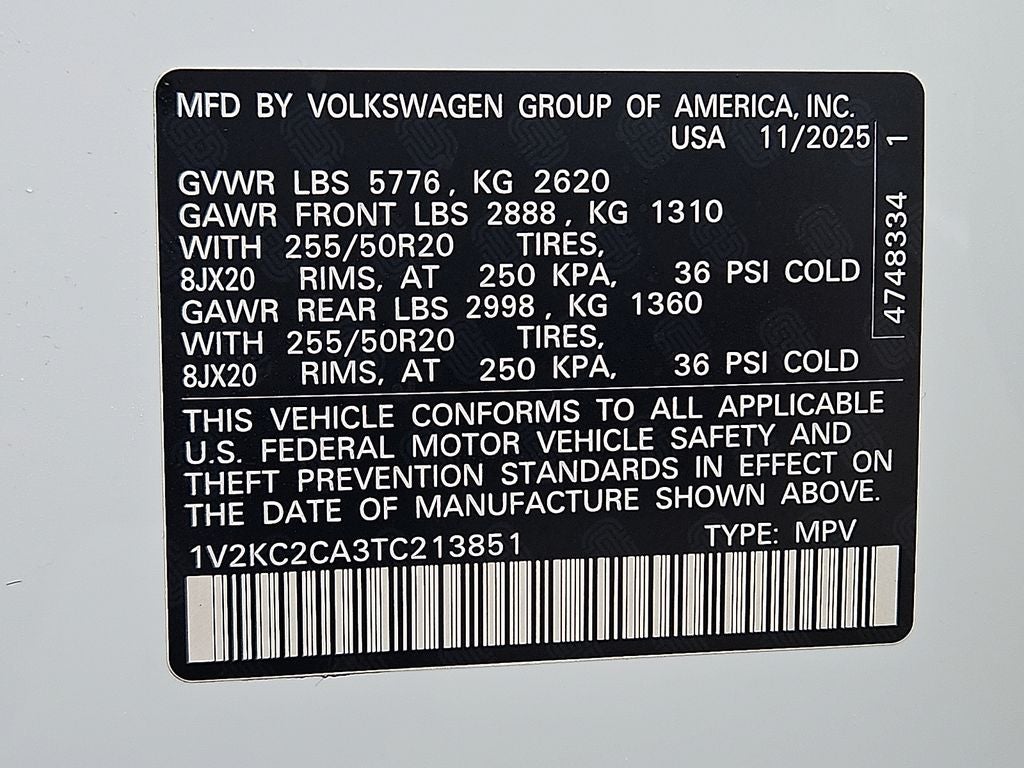 MFD BY VOLKSWAGEN GROUP OF AMERICA, INC.
USA 11/2025
GVWR LBS 5776, KG 2620
GAWR FRONT LBS 2888, KG 1310
WITH 255/50R20 TIRES,
8JX20 RIMS, AT 250 KPA, 36 PSI COLD
GAWR REAR LBS 2998, KG 1360
WITH 255/50R20 TIRES,
8JX20 RIMS, AT 250 KPA, 36 PSI COLD
THIS VEHICLE CONFORMS TO ALL APPLICABLE
U.S. FEDERAL MOTOR VEHICLE SAFETY AND
THEFT PREVENTION STANDARDS IN EFFECT ON
THE DATE OF MANUFACTURE SHOWN ABOVE.
1V2KC2CA3TC213851 TYPE: MPV
4748334 1